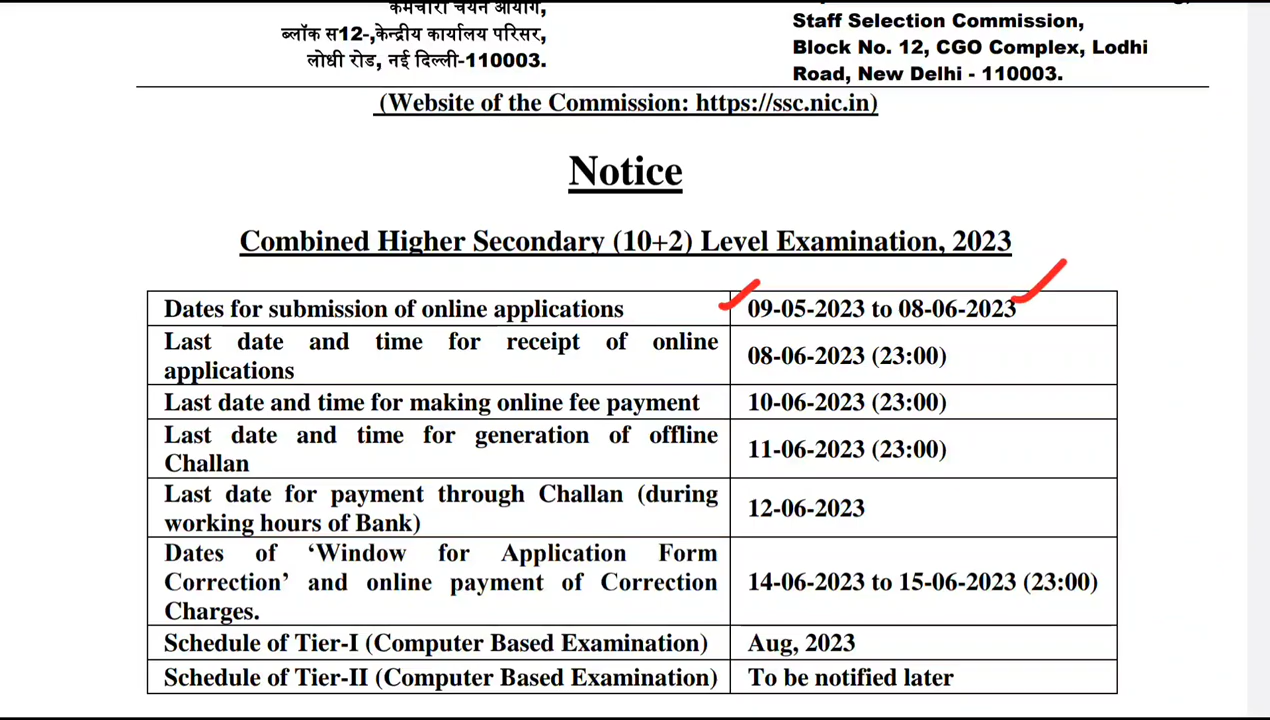 कर्मचारी चयन आयोग,
ब्लॉक स12-,केन्द्रीय कार्यालय परिसर,
लोधी रोड, नई दिल्ली-110003.
Staff Selection Commission,
Block No. 12, CGO Complex, Lodhi
Road, New Delhi - 110003.
(Website of the Commission: https://ssc.nic.in)
Notice
Combined Higher Secondary (10+2) Level Examination, 2023
Dates for submission of online applications 09-05-2023 to 08-06-2023
Last date and time for receipt of online
applications
08-06-2023 (23:00)
Last date and time for making online fee payment 10-06-2023 (23:00)
Last date and time for generation of offline
Challan
11-06-2023 (23:00)
Last date for payment through Challan (during
working hours of Bank)
12-06-2023
Dates of ‘Window for Application Form
Correction’ and online payment of Correction
Charges.
14-06-2023 to 15-06-2023 (23:00)
Schedule of Tier-I (Computer Based Examination) Aug, 2023
Schedule of Tier-II (Computer Based Examination) To be notified later